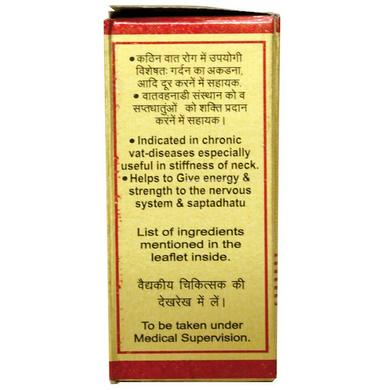 • कठिन वात रोग में उपयोगी
विशेषतः गर्दन का अकडना,
आदि दूर करनें में सहायक.
• वातवहनाडी संस्थान को व
सप्तधातुंओं को शक्ति प्रदान
करनें में सहायक।
• Indicated in chronic
vat-diseases especially
useful in stiffness of neck.
• Helps to Give energy &
strength to the nervous
system & saptadhatu
List of ingredients
mentioned in the
leaflet inside.
वैद्यकीय चिकित्सक की
देखरेख में लें।
To be taken under
Medical Supervision.